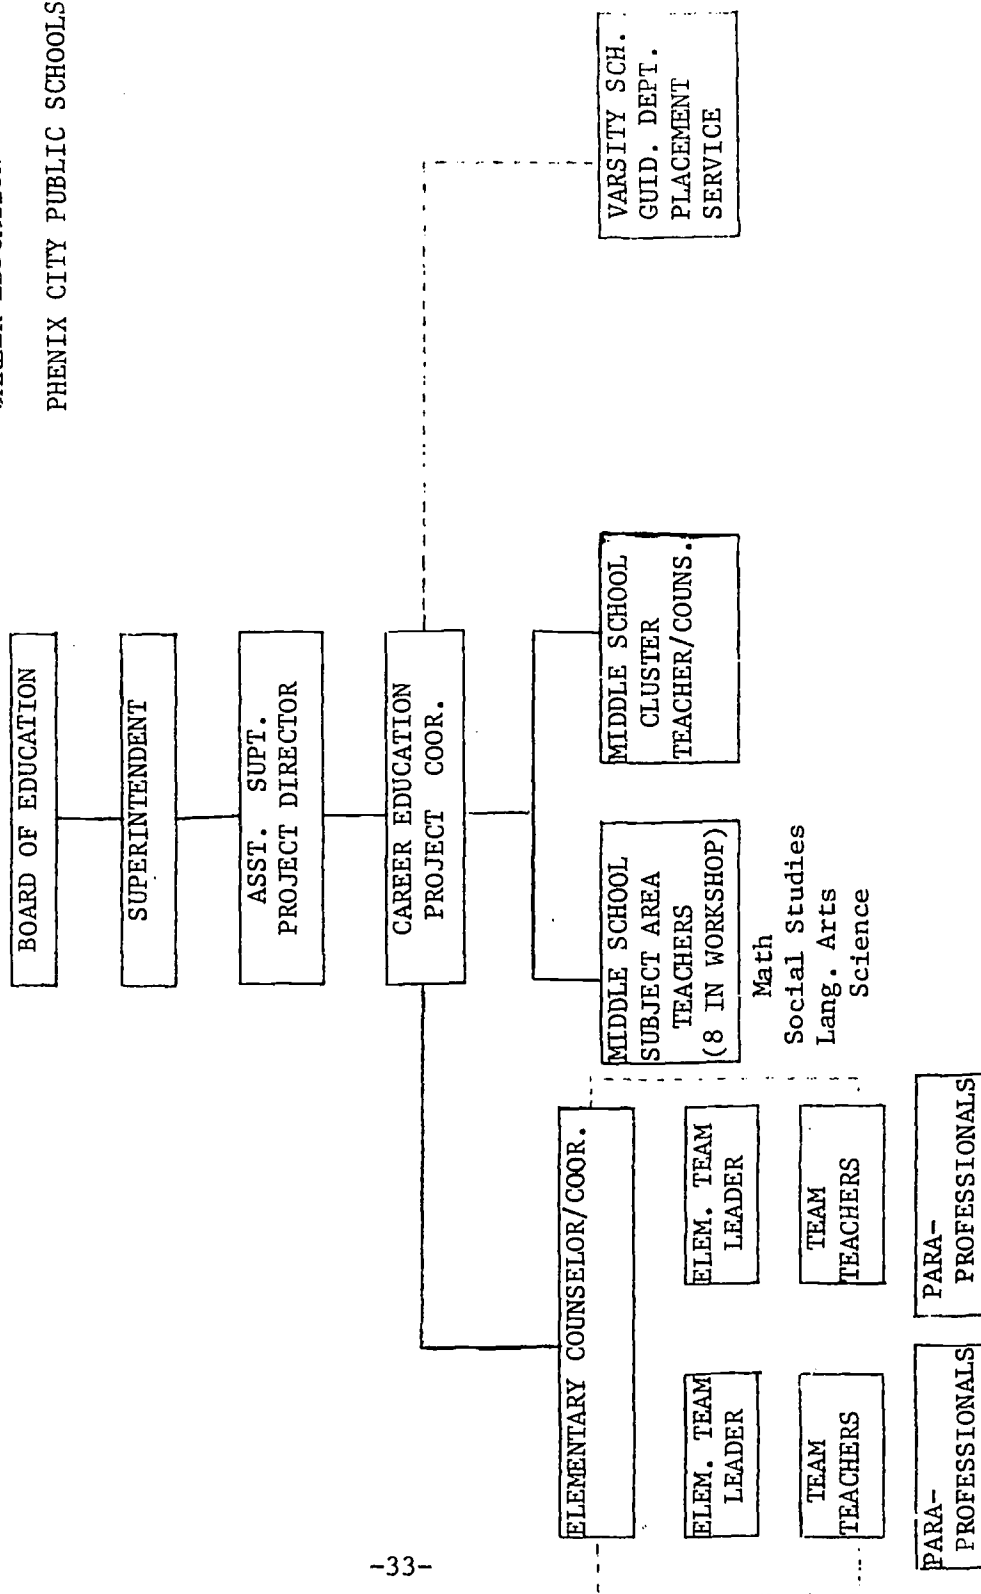 PHENIX CITY PUBLIC SCHOOLS
BOARD OF EDUCATION
SUPERINTENDENT
ASST. SUPT.
PROJECT DIRECTOR
CAREER EDUCATION
PROJECT COOR.
ELEMENTARY COUNSELOR/COOR.
MIDDLE SCHOOL
SUBJECT AREA
TEACHERS
(8 IN WORKSHOP)
Math
Social Studies
Lang. Arts
Science
MIDDLE SCHOOL
CLUSTER
TEACHER/COUNS.
VARSITY SCH.
GUID. DEPT.
PLACEMENT
SERVICE
ELEM. TEAM
LEADER
ELEM. TEAM
LEADER
TEAM
TEACHERS
TEAM
TEACHERS
PARA-
PROFESSIONALS
PARA-
PROFESSIONALS
-33-